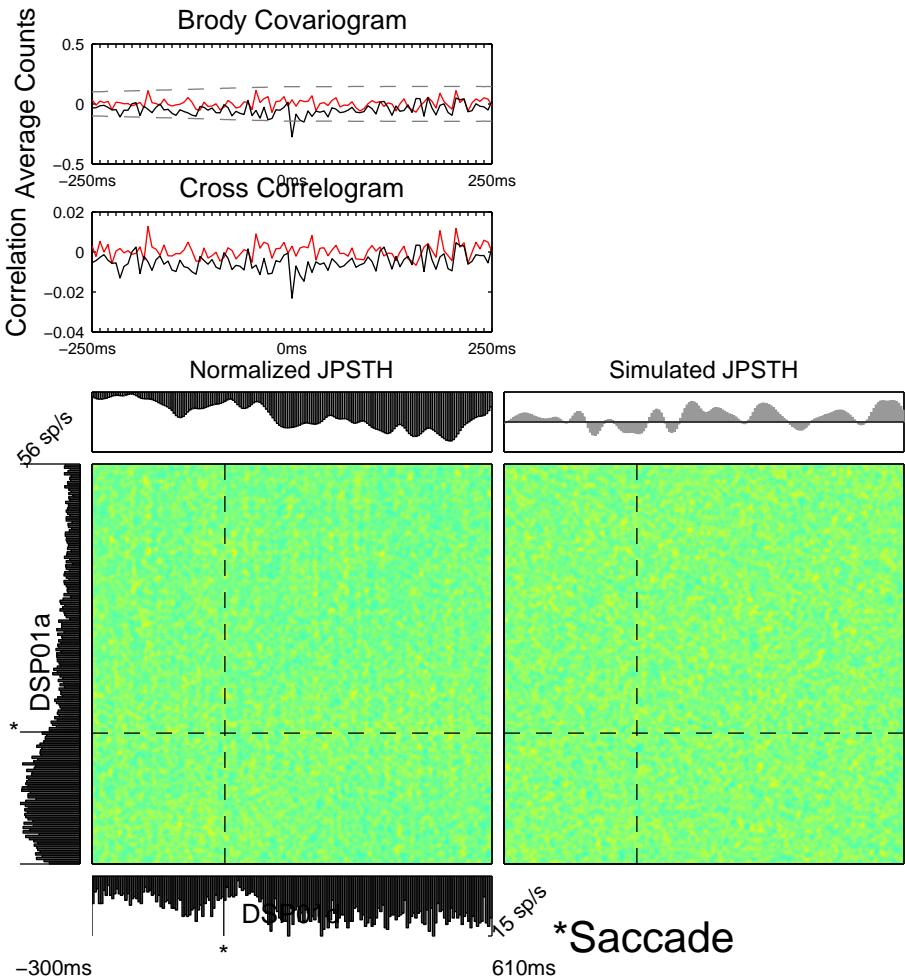 Brody Covariogram
Average Counts
0.5
0
−0.5
−250ms
0ms
250ms
Cross Correlogram
Correlation
0.02
0
−0.02
−0.04
−250ms
0ms
250ms
Normalized JPSTH
Simulated JPSTH
56 sp/s
DSP01a
*
15 sp/s
*
*Saccade
−300ms
610ms